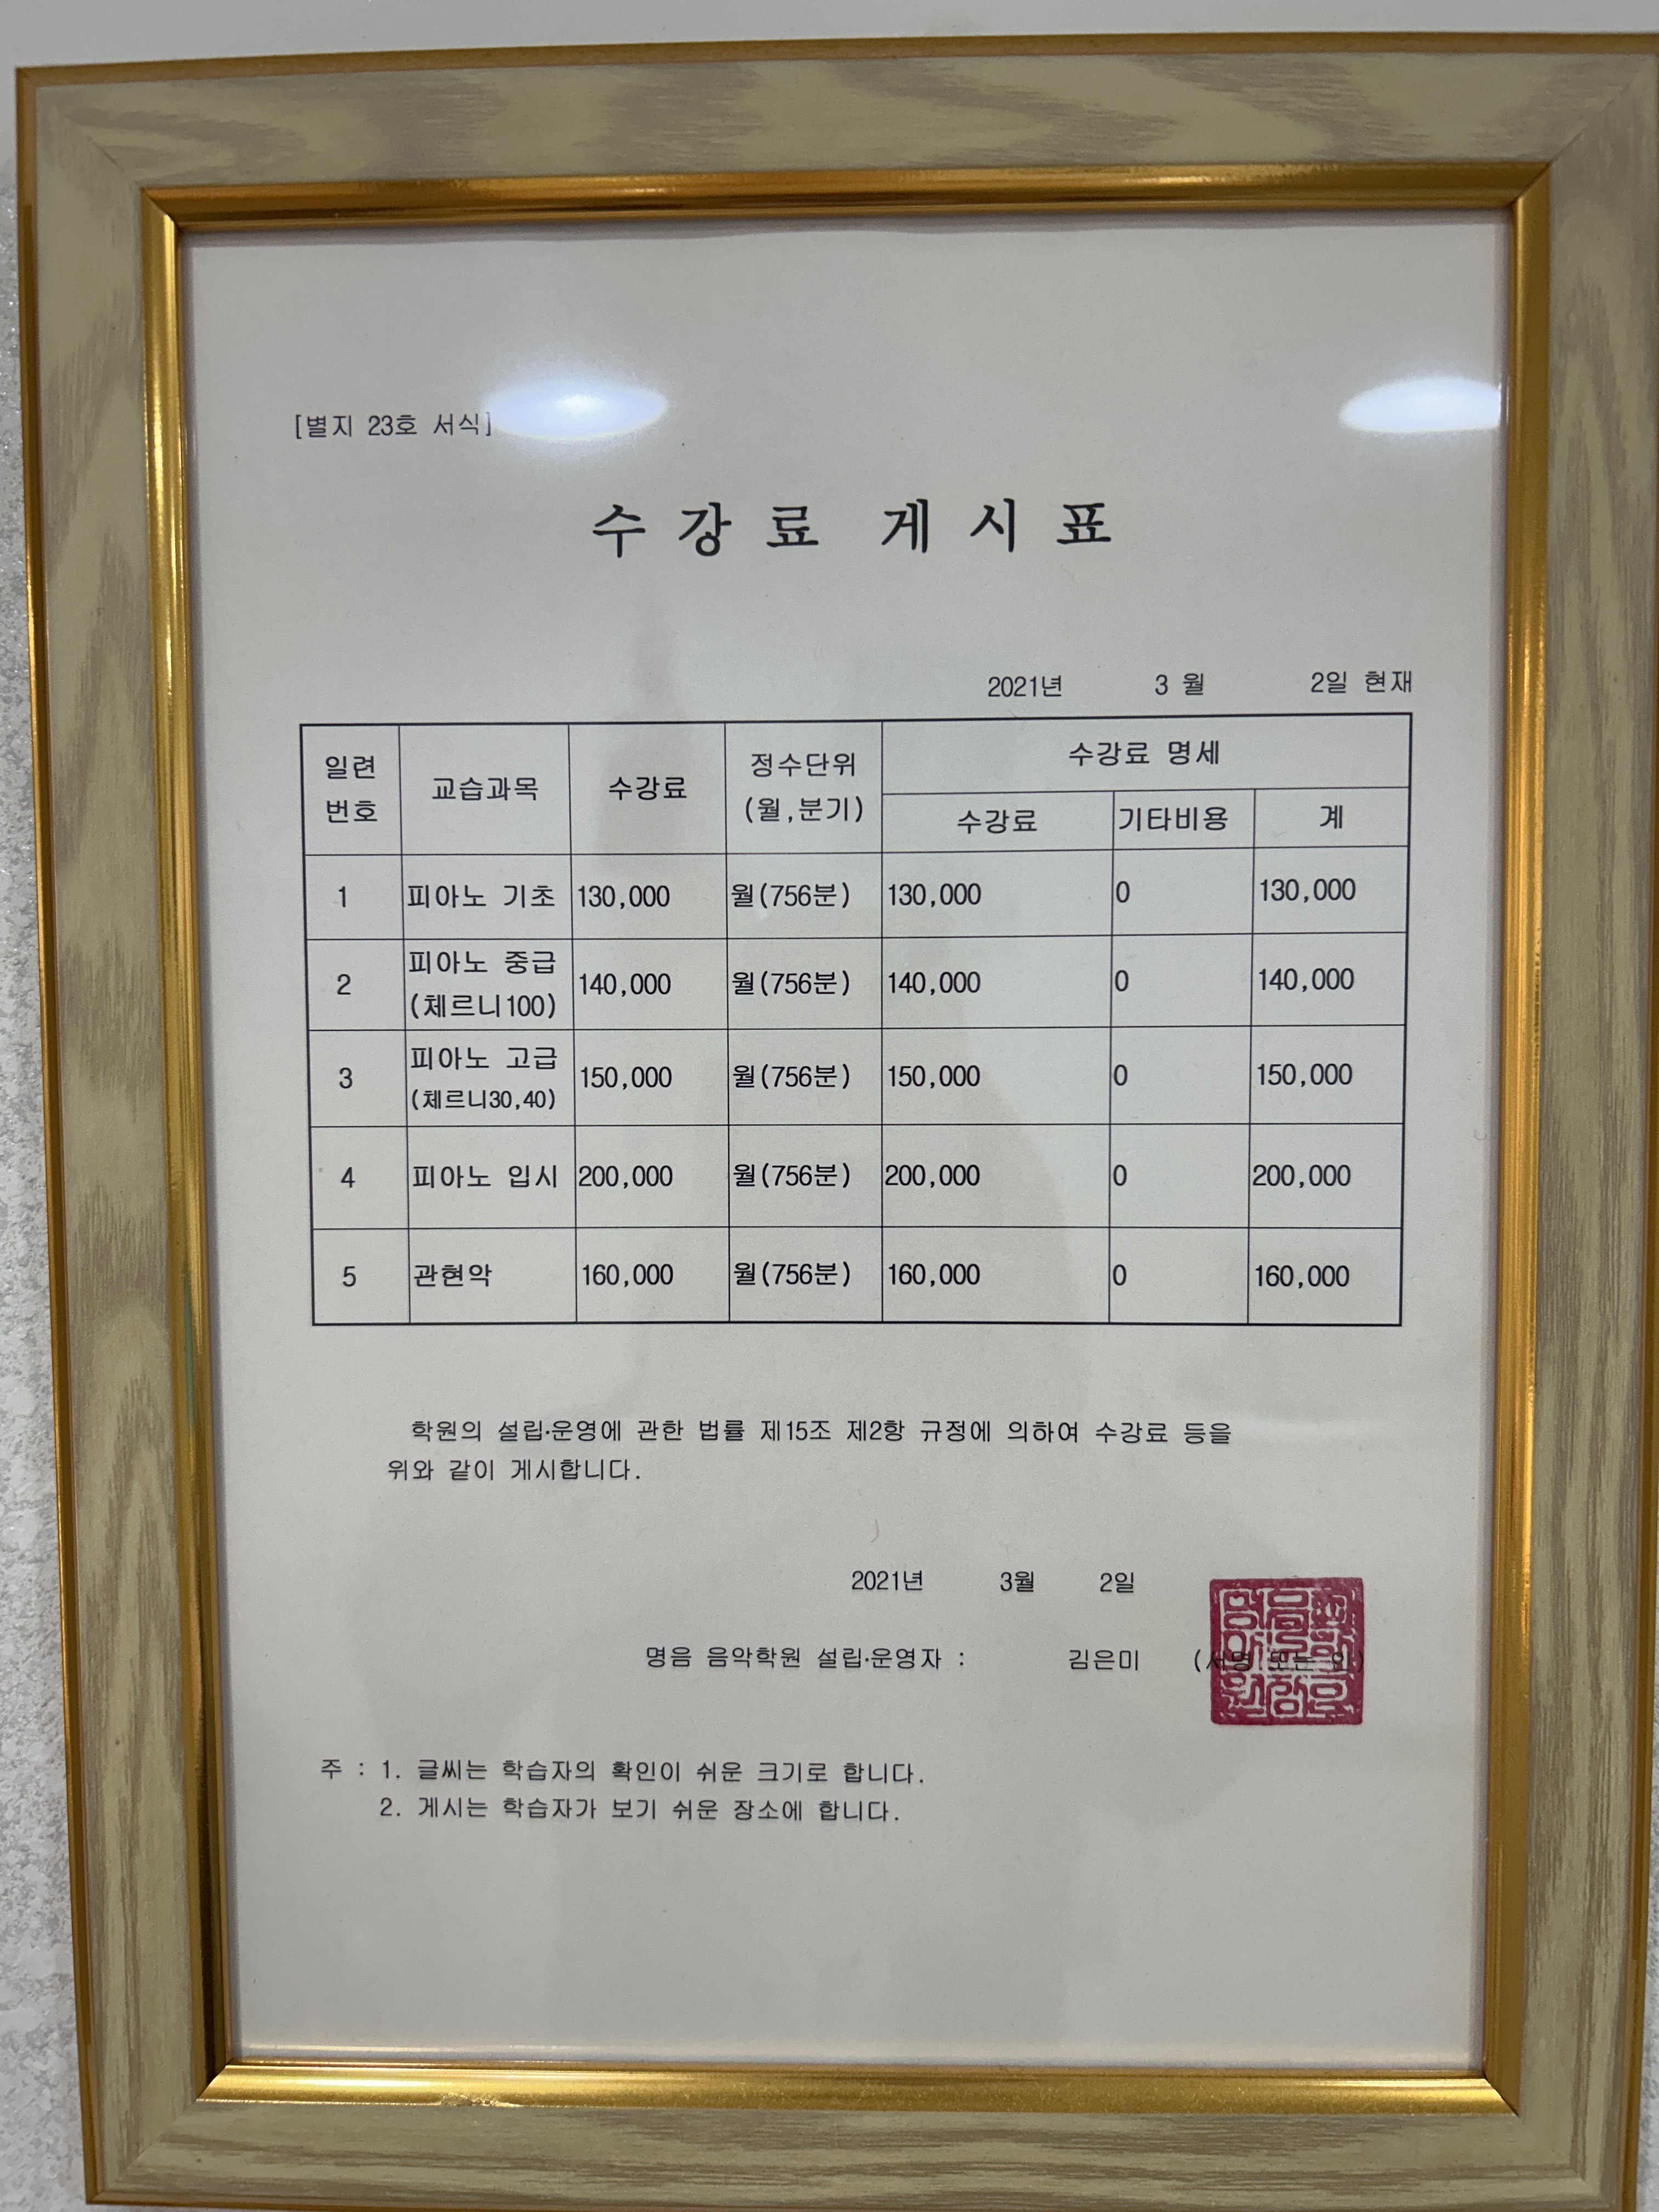 [별지 23호 서식]
수 강 료 게 시 표
2021년 3 월 2일 현재
일련 번호 교습과목 수강료 정수단위 (월,분기) 수강료 명세
수강료 기타비용 계
1 피아노 기초 130,000 월(756분) 130,000 0 130,000
2 피아노 중급 (체르니100) 140,000 월(756분) 140,000 0 140,000
3 피아노 고급 (체르니30,40) 150,000 월(756분) 150,000 0 150,000
4 피아노 입시 200,000 월(756분) 200,000 0 200,000
5 관현악 160,000 월(756분) 160,000 0 160,000
학원의 설립·운영에 관한 법률 제15조 제2항 규정에 의하여 수강료 등을
위와 같이 게시합니다.
2021년 3월 2일
명음 음악학원 설립·운영자 : 김은미 (서명 또는 인)
주 : 1. 글씨는 학습자의 확인이 쉬운 크기로 합니다.
2. 게시는 학습자가 보기 쉬운 장소에 합니다.